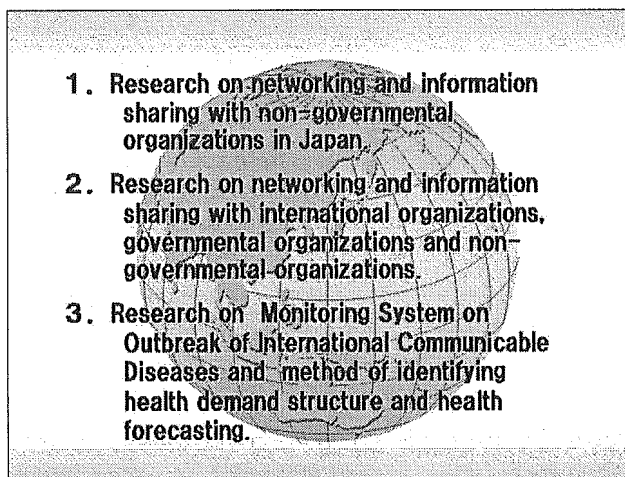 1. Research on networking and information
sharing with non-governmental
organizations in Japan.
2. Research on networking and information
sharing with international organizations,
governmental organizations and non-
governmental organizations.
3. Research on Monitoring System on
Outbreak of International Communicable
Diseases and method of identifying
health demand structure and health
forecasting.